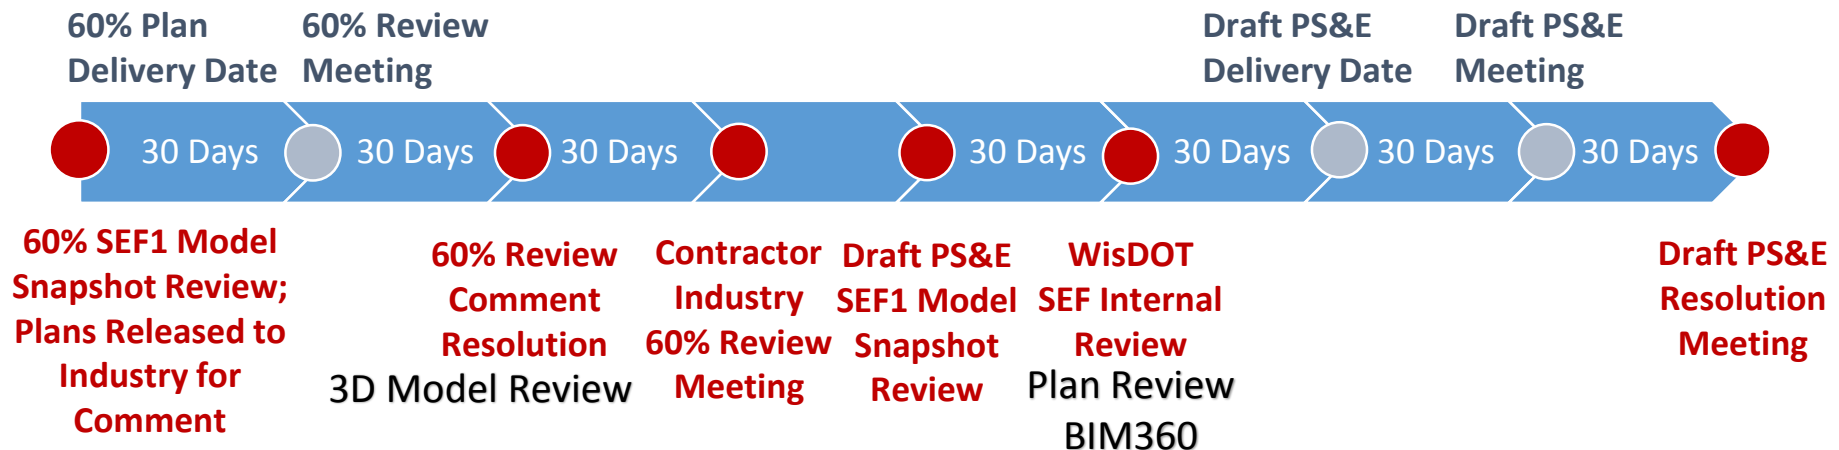 60% Plan
Delivery Date
60% Review
Meeting
Draft PS&E
Delivery Date
Draft PS&E
Meeting
30 Days
30 Days
30 Days
30 Days
30 Days
30 Days
30 Days
60% SEF1 Model
Snapshot Review;
Plans Released to
Industry for
Comment
60% Review
Comment
Resolution
3D Model Review
Contractor
Industry
60% Review
Meeting
Draft PS&E
SEF1 Model
Snapshot
Review
WisDOT
SEF Internal
Review
Plan Review
BIM360
Draft PS&E
Resolution
Meeting